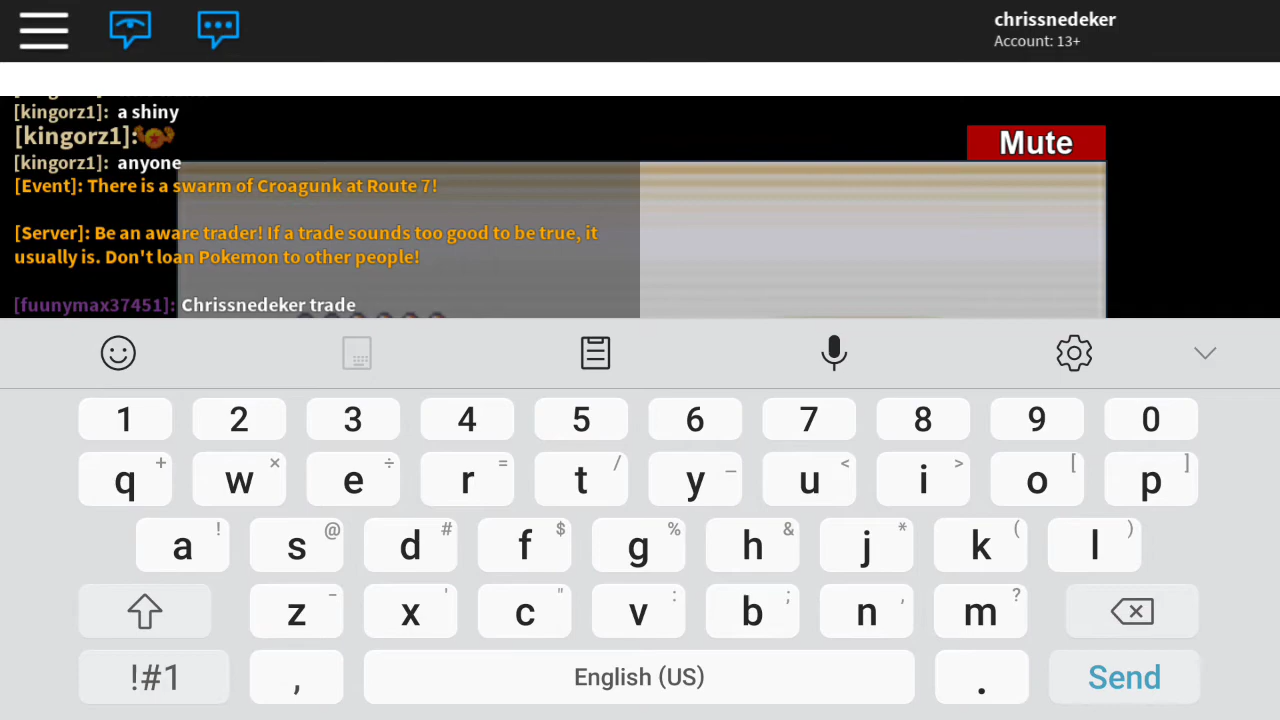 chrissnedeker
Account: 13+
[kingorz1]: a shiny
[kingorz1]:
Mute
[kingorz1]: anyone
[Event]: There is a swarm of Croagunk at Route 7!
[Server]: Be an aware trader! If a trade sounds too good to be true, it
usually is. Don't loan Pokemon to other people!
[fuunymax37451]: Chrissnedeker trade
1 2 3 4 5 6 7 8 9 0
q + w × e ÷ r = t / y _ u < i > o [ p ]
a ! s @ d # f $ g % h & j * k ( l )
z - x ' c " v : b ; n , m ?
!#1 , English (US) . Send